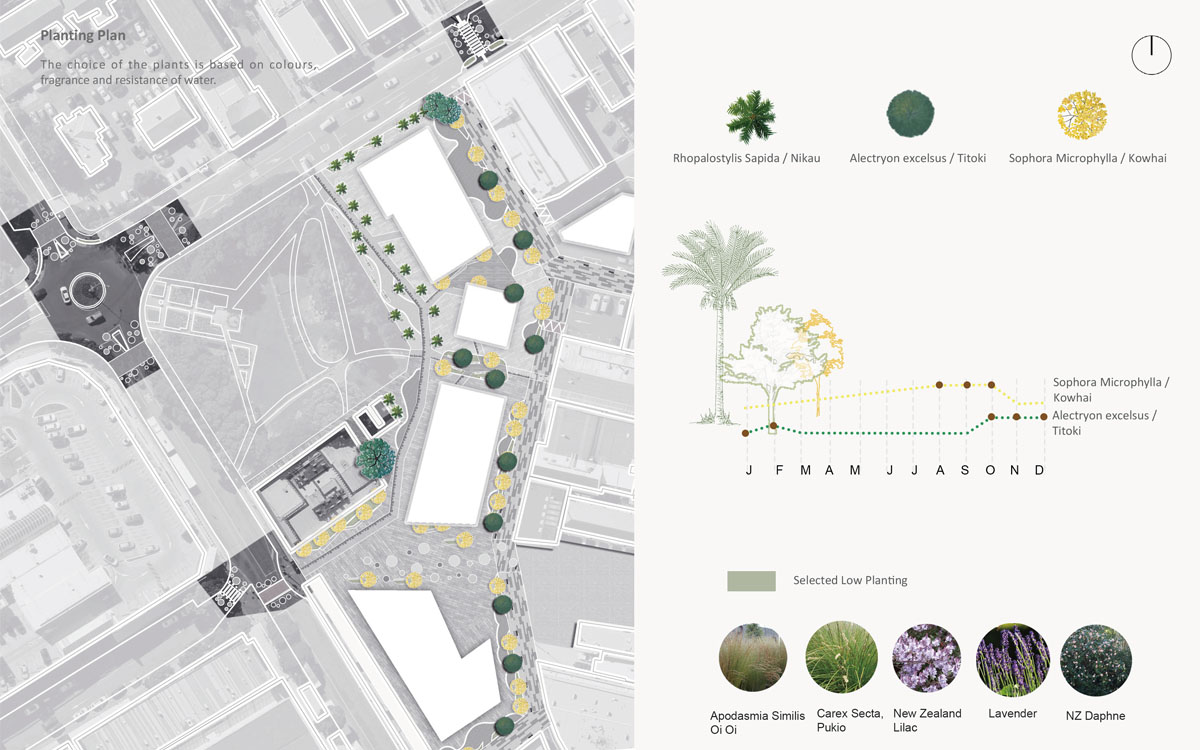 Planting Plan
The choice of the plants is based on colours,
fragrance and resistance of water.
Rhopalostylis Sapida / Nikau
Alectryon excelsus / Titoki
Sophora Microphylla / Kowhai
Sophora Microphylla /
Kowhai
Alectryon excelsus /
Titoki
J F M A M J J A S O N D
Selected Low Planting
Apodasmia Similis
Oi Oi
Carex Secta,
Pukio
New Zealand
Lilac
Lavender
NZ Daphne